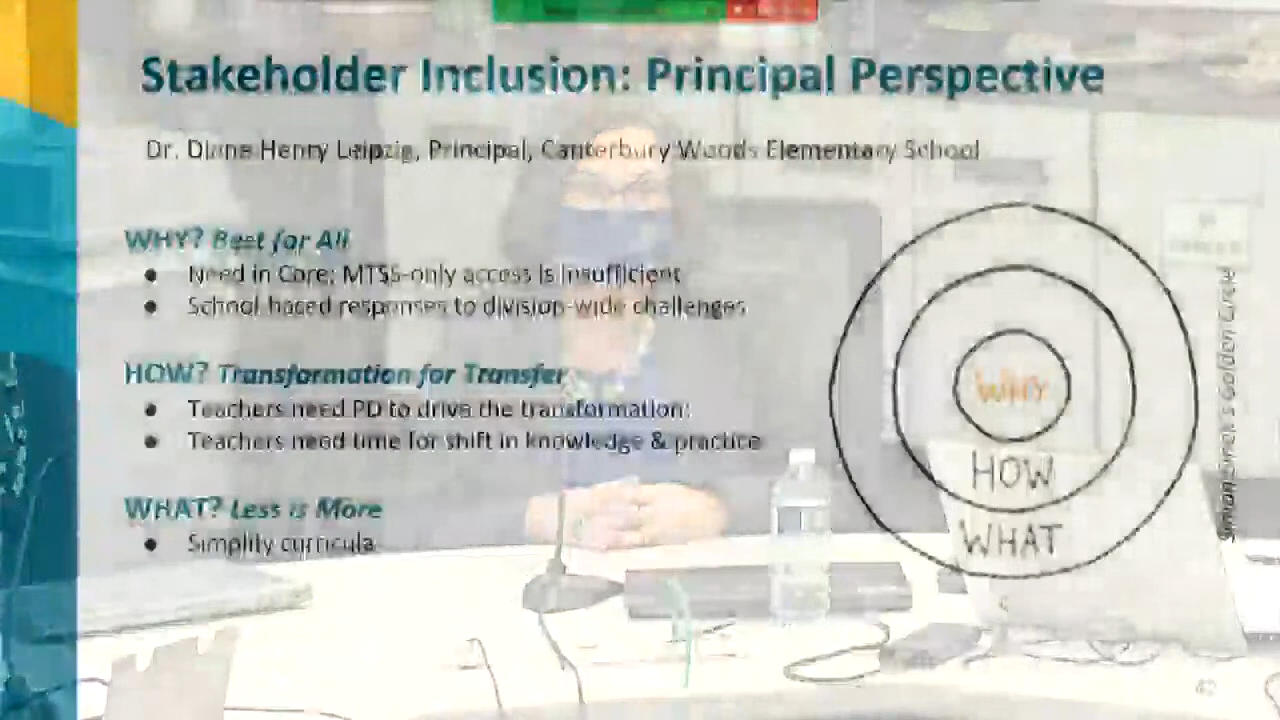 Stakeholder Inclusion: Principal Perspective
Dr. Diane Henry Leipzig, Principal, Canterbury Woods Elementary School
WHY? Best for All
● Need in Core; MTSS-only access is insufficient
● School based responses to division-wide challenges
HOW? Transformation for Transfer
● Teachers need PD to drive the transformation!
● Teachers need time for shift in knowledge & practice
WHAT? Less is More
● Simplify curricula
WHY
HOW
WHAT
Simon Sinek's Golden Circle